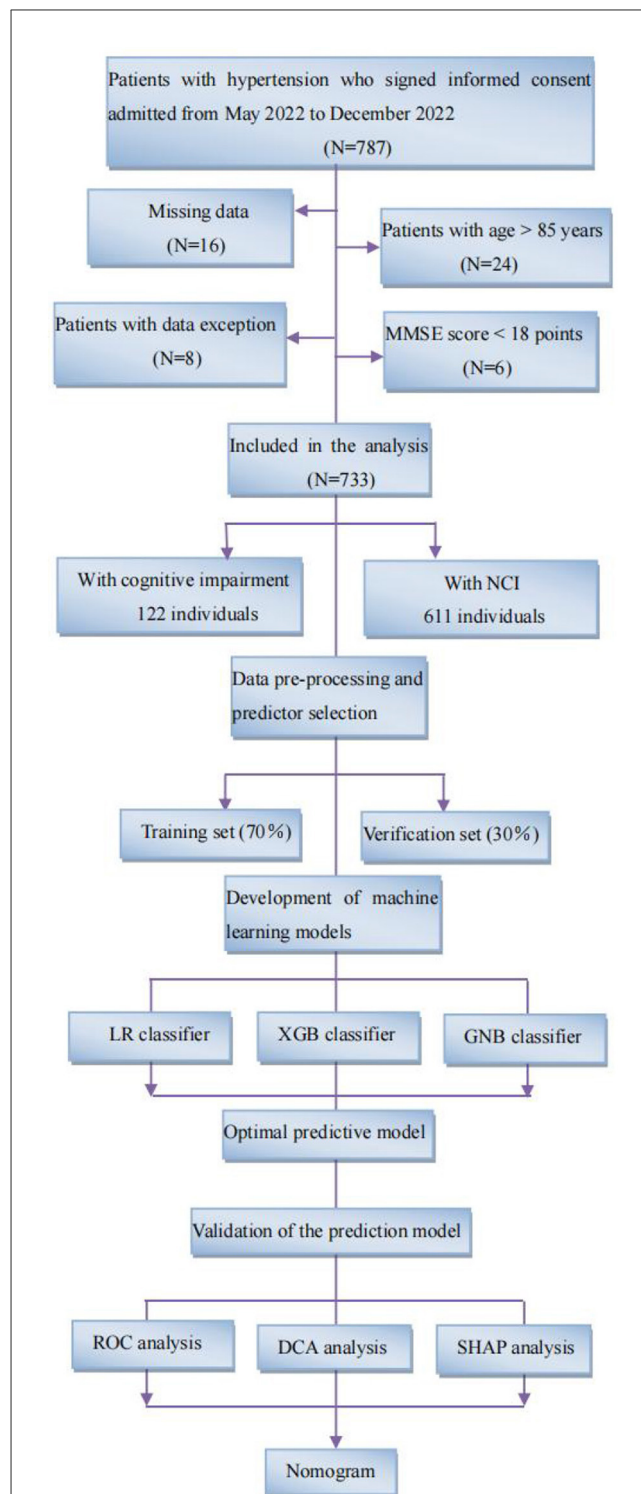 Patients with hypertension who signed informed consent
admitted from May 2022 to December 2022
(N=787)
Missing data
(N=16)
Patients with age > 85 years
(N=24)
Patients with data exception
(N=8)
MMSE score < 18 points
(N=6)
Included in the analysis
(N=733)
With cognitive impairment
122 individuals
With NCI
611 individuals
Data pre-processing and
predictor selection
Training set (70%)
Verification set (30%)
Development of machine
learning models
LR classifier
XGB classifier
GNB classifier
Optimal predictive model
Validation of the prediction model
ROC analysis
DCA analysis
SHAP analysis
Nomogram